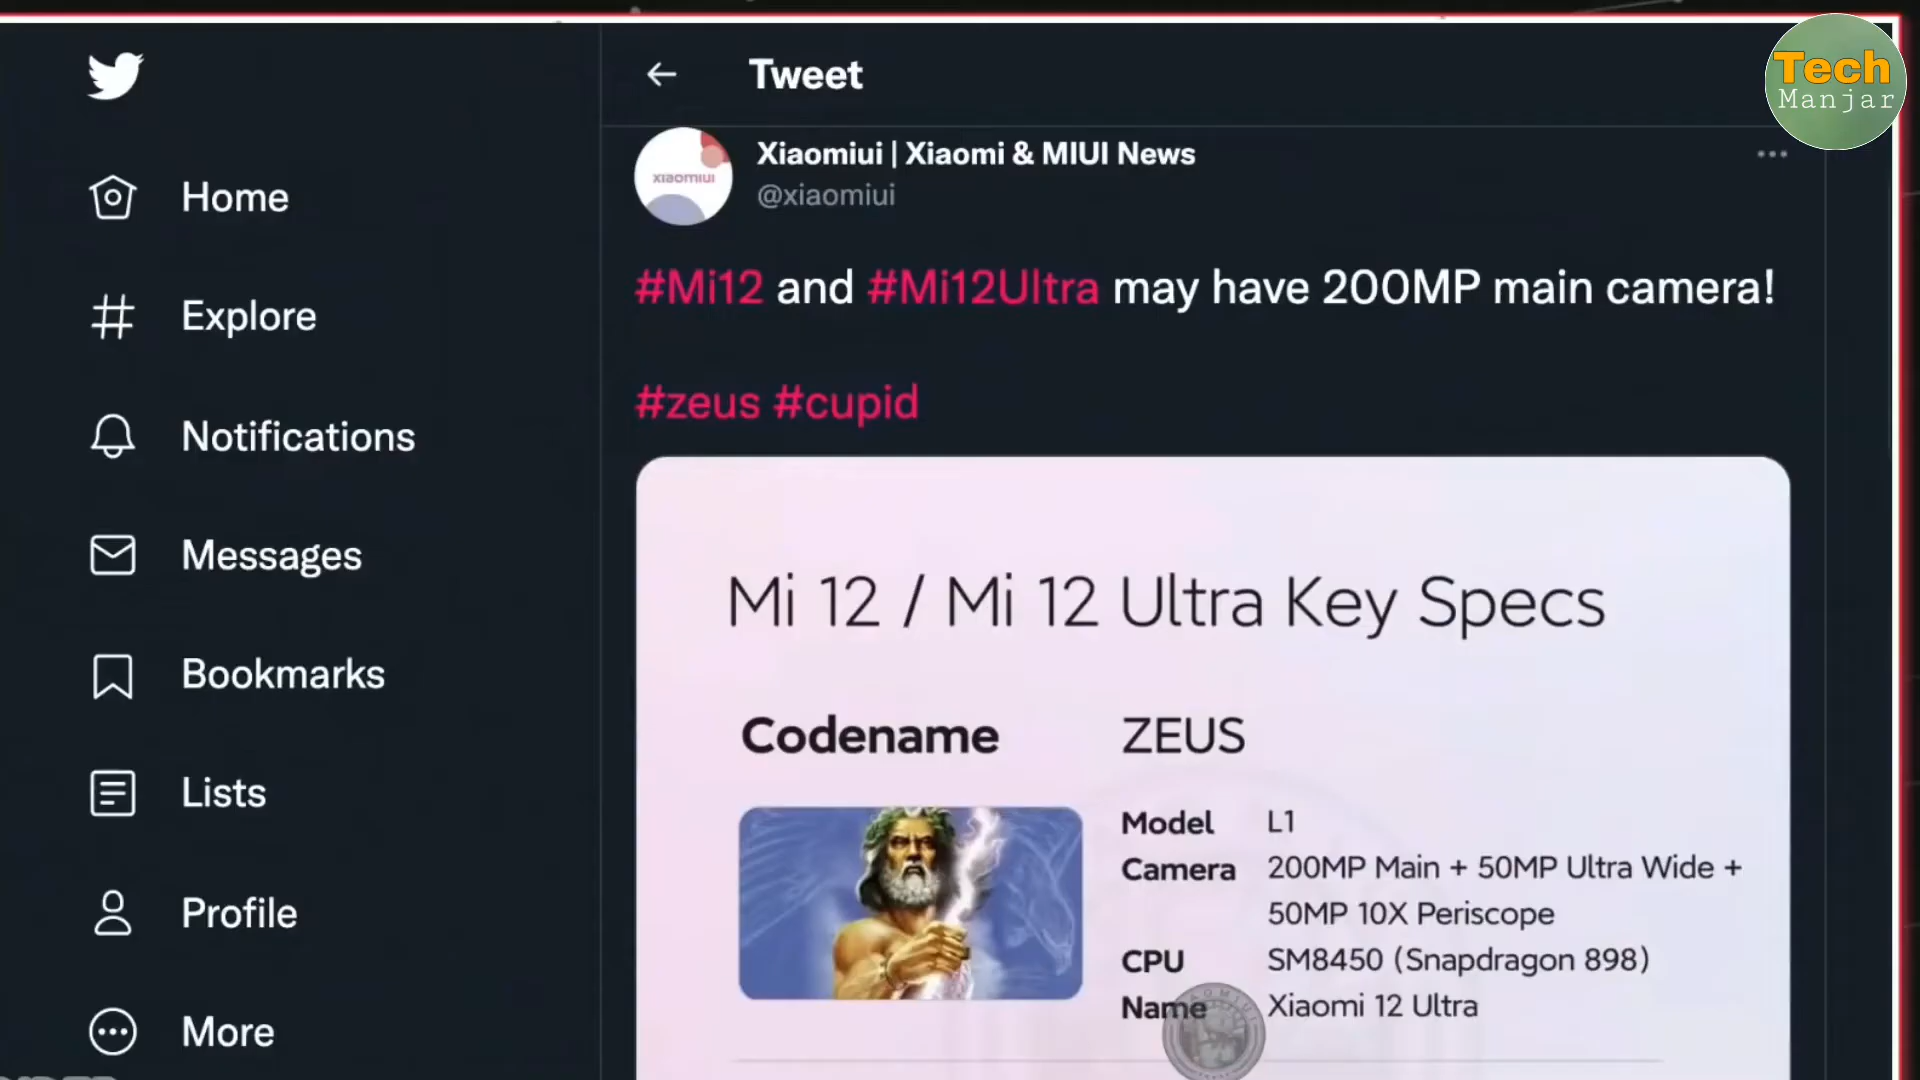 Tech
Manjar
Tweet
Xiaomiui | Xiaomi & MIUI News
@xiaomiui
xiaomiui
#Mi12 and #Mi12Ultra may have 200MP main camera!
#zeus #cupid
Home
Explore
Notifications
Messages
Bookmarks
Lists
Profile
More
Mi 12 / Mi 12 Ultra Key Specs
Codename ZEUS
Model L1
Camera 200MP Main + 50MP Ultra Wide +
50MP 10X Periscope
CPU SM8450 (Snapdragon 898)
Name Xiaomi 12 Ultra